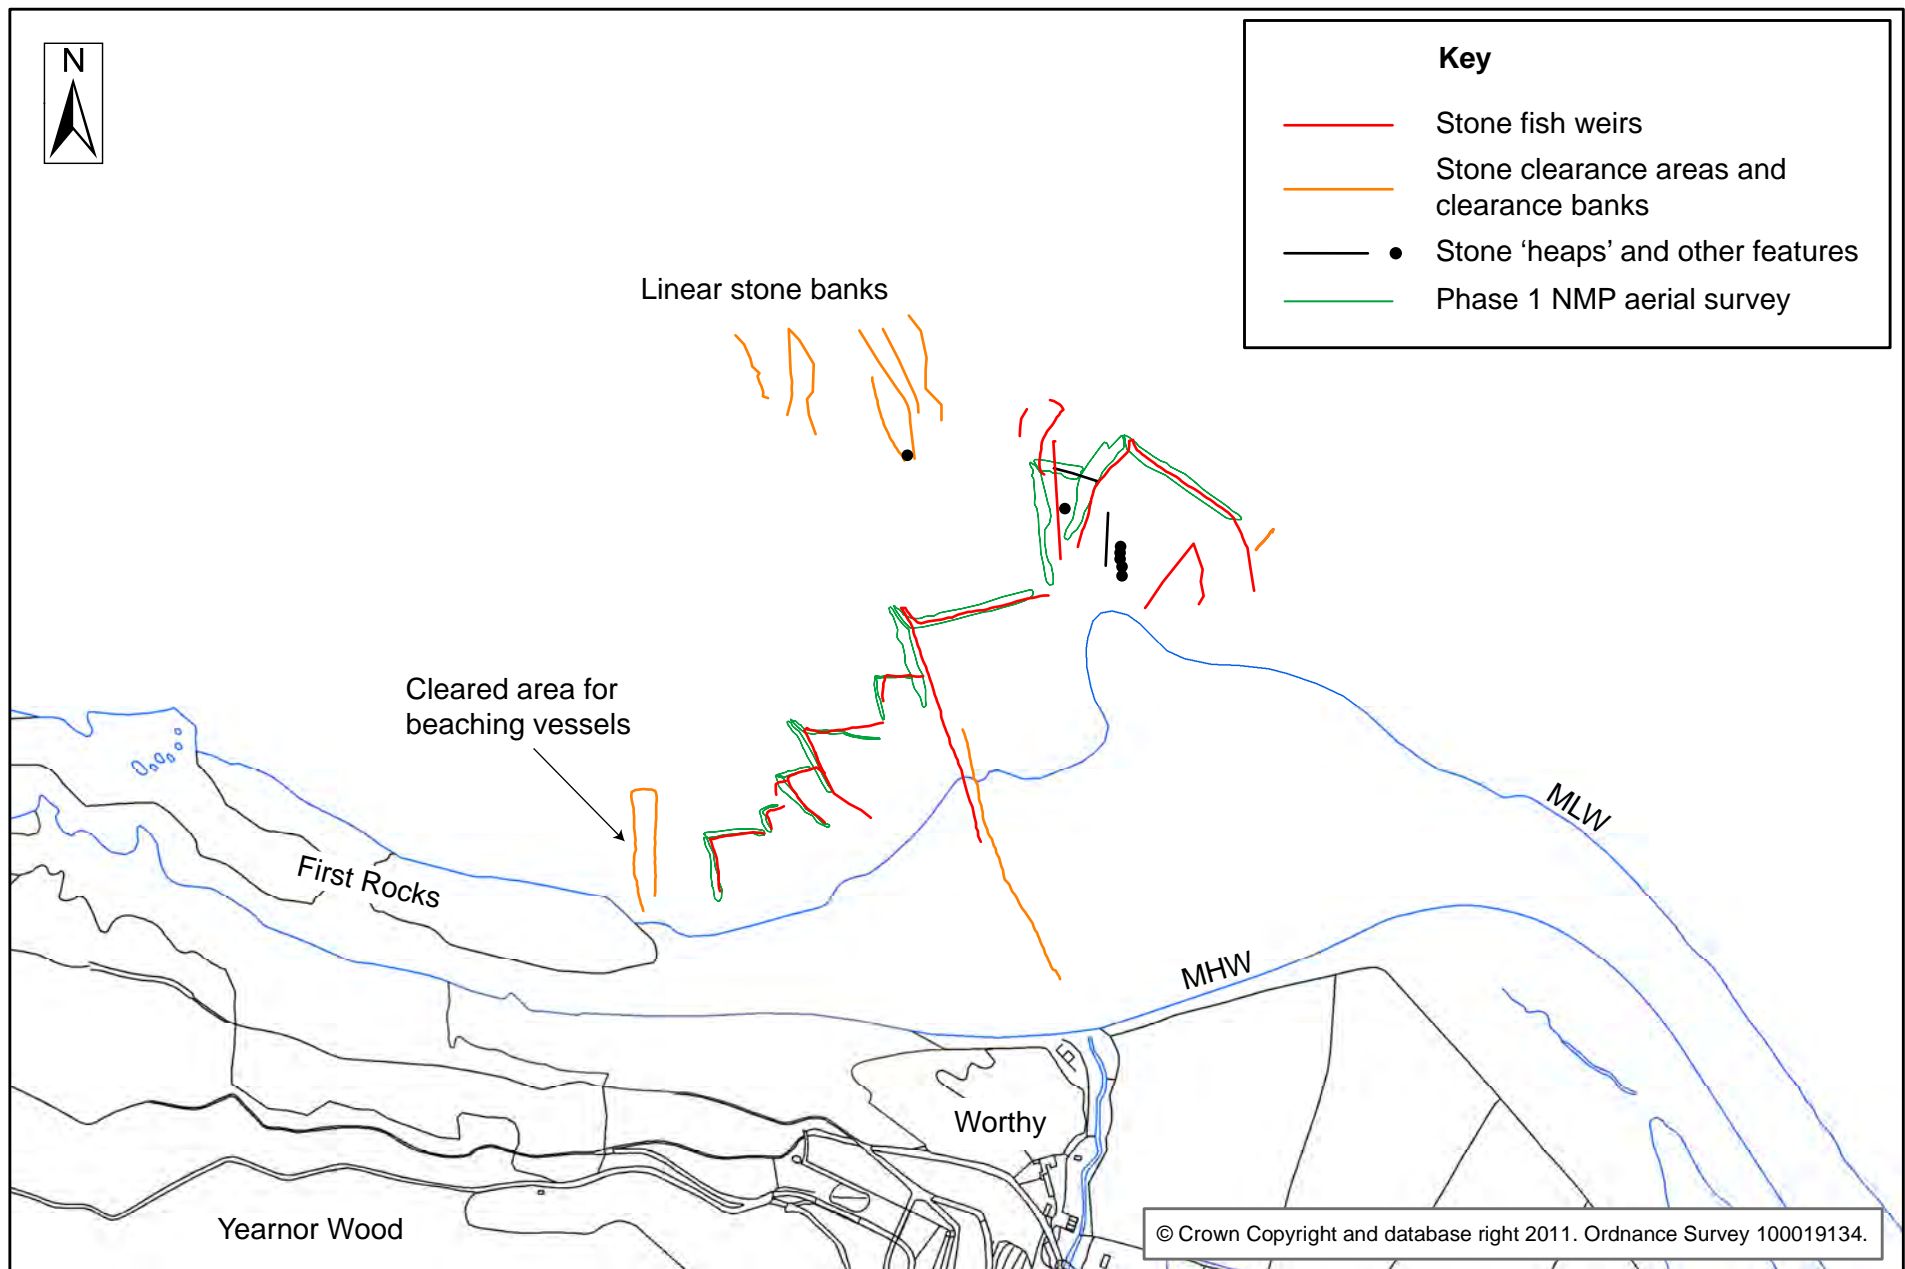 N
Key
Stone fish weirs
Stone clearance areas and
clearance banks
Stone ‘heaps’ and other features
Phase 1 NMP aerial survey
Linear stone banks
Cleared area for
beaching vessels
MLW
First Rocks
MHW
Worthy
Yearnor Wood
© Crown Copyright and database right 2011. Ordnance Survey 100019134.